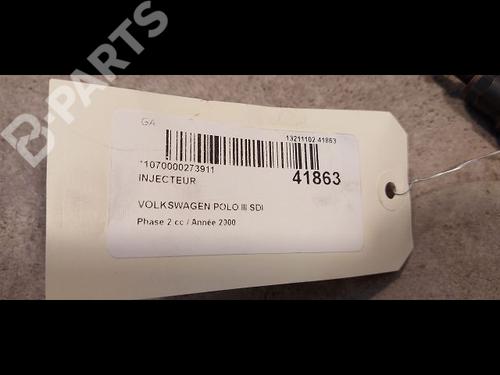 B-PARTS
GA
13211102 41863
*1070000273911
41863
INJECTEUR
VOLKSWAGEN POLO III SDI
Phase 2 cc / Année 2000